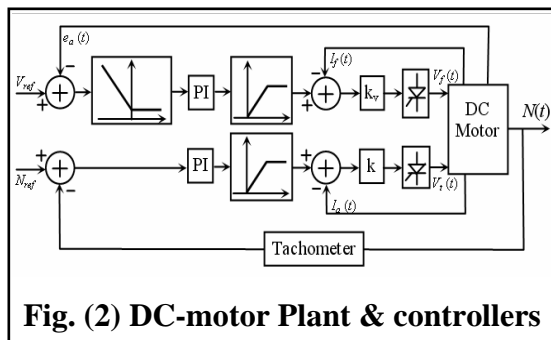 e_a(t)
I_f(t)
V_ref
PI
k_v
V_f(t)
DC
Motor
N(t)
N_ref
PI
k
V_t(t)
I_a(t)
Tachometer
Fig. (2) DC-motor Plant & controllers